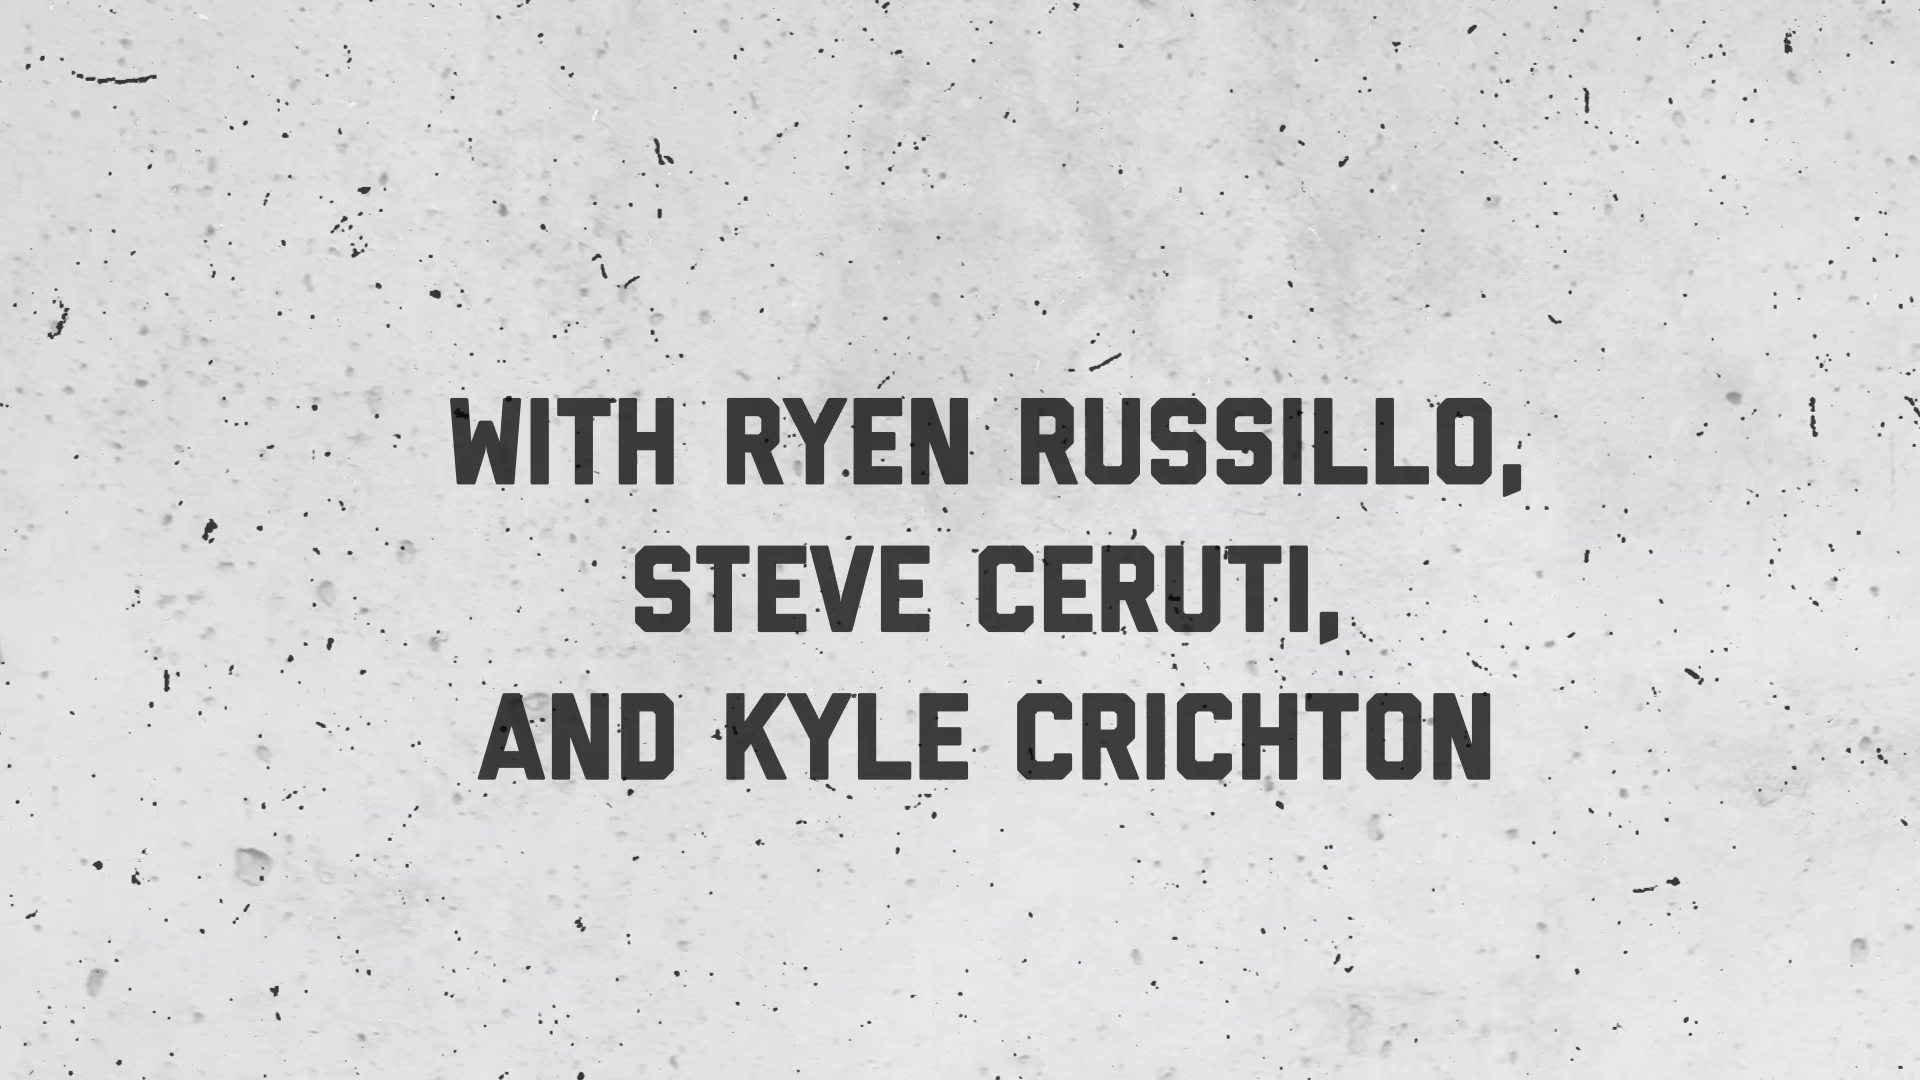 WITH RYEN RUSSILLO,
STEVE CERUTI,
AND KYLE CRICHTON